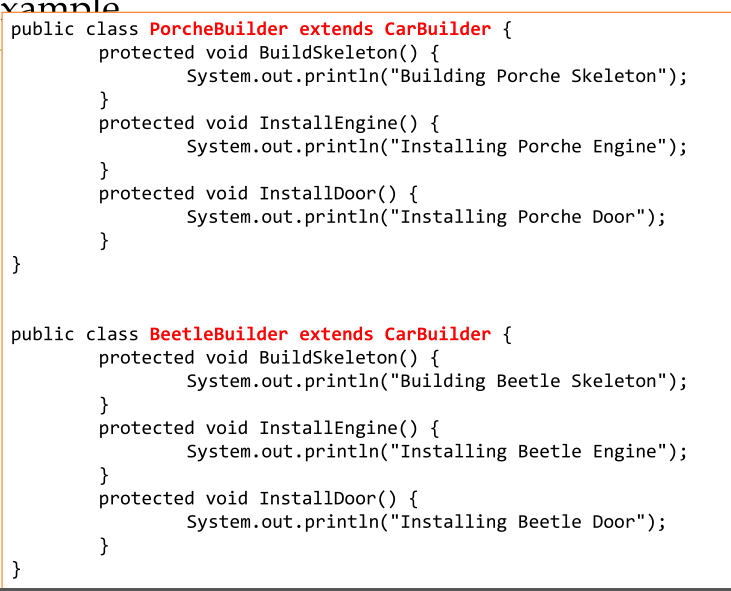 xample
public class PorcheBuilder extends CarBuilder {
protected void BuildSkeleton() {
System.out.println("Building Porche Skeleton");
}
protected void InstallEngine() {
System.out.println("Installing Porche Engine");
}
protected void InstallDoor() {
System.out.println("Installing Porche Door");
}
}
public class BeetleBuilder extends CarBuilder {
protected void BuildSkeleton() {
System.out.println("Building Beetle Skeleton");
}
protected void InstallEngine() {
System.out.println("Installing Beetle Engine");
}
protected void InstallDoor() {
System.out.println("Installing Beetle Door");
}
}